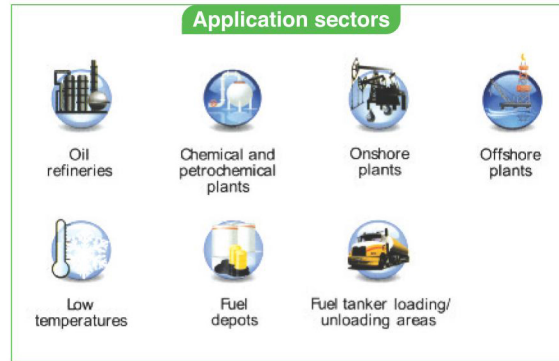 Application sectors
Oil
refineries
Chemical and
petrochemical
plants
Onshore
plants
Offshore
plants
Low
temperatures
Fuel
depots
Fuel tanker loading/
unloading areas